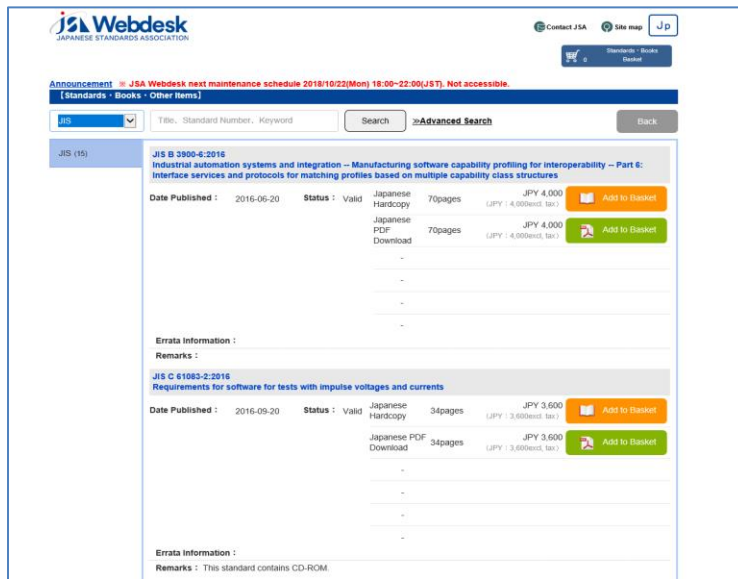 JSA Webdesk
JAPANESE STANDARDS ASSOCIATION
Contact JSA
Site map
Jp
0
Standards・Books
Basket
Announcement ※ JSA Webdesk next maintenance schedule 2018/10/22(Mon) 18:00~22:00(JST). Not accessible.
【Standards・Books・Other Items】
JIS
Title、Standard Number、Keyword
Search
≫Advanced Search
Back
JIS (15)
JIS B 3900-6:2016
Industrial automation systems and integration -- Manufacturing software capability profiling for interoperability -- Part 6:
Interface services and protocols for matching profiles based on multiple capability class structures
Date Published： 2016-06-20 Status： Valid
Japanese
Hardcopy
70pages
JPY 4,000
(JPY：4,000excl. tax)
Add to Basket
Japanese
PDF
Download
70pages
JPY 4,000
(JPY：4,000excl. tax)
Add to Basket
-
-
-
-
Errata Information：
Remarks：
JIS C 61083-2:2016
Requirements for software for tests with impulse voltages and currents
Date Published： 2016-09-20 Status： Valid
Japanese
Hardcopy
34pages
JPY 3,600
(JPY：3,600excl. tax)
Add to Basket
Japanese PDF
Download
34pages
JPY 3,600
(JPY：3,600excl. tax)
Add to Basket
-
-
-
-
Errata Information：
Remarks： This standard contains CD-ROM.